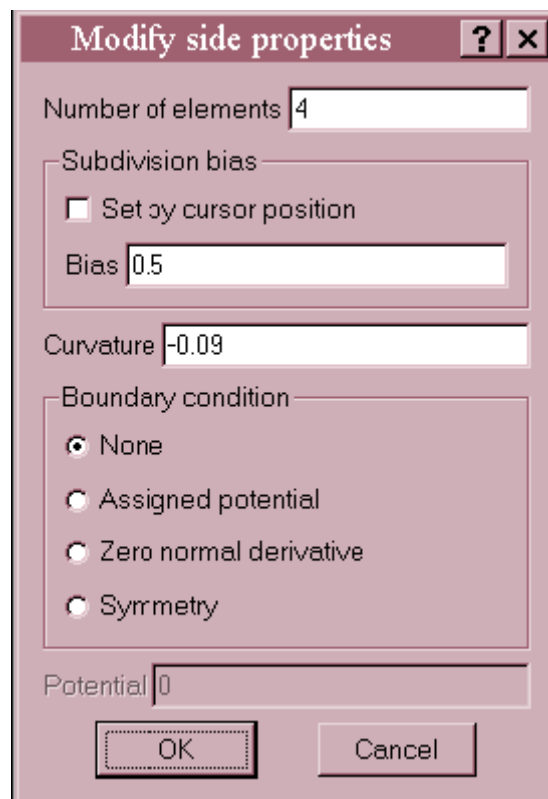 Modify side properties ? ×
Number of elements 4
Subdivision bias
Set by cursor position
Bias 0.5
Curvature -0.09
Boundary condition
None
Assigned potential
Zero normal derivative
Symmetry
Potential 0
OK Cancel